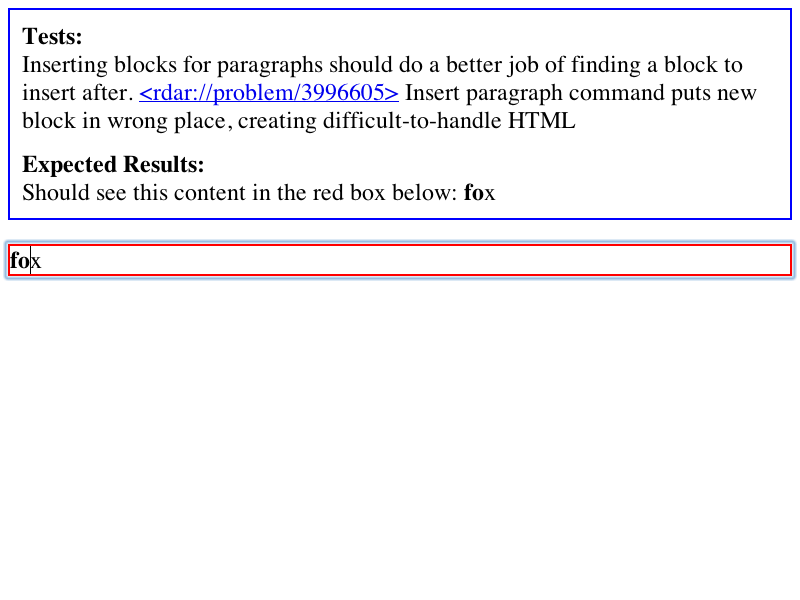 Tests:
Inserting blocks for paragraphs should do a better job of finding a block to
insert after. <rdar://problem/3996605> Insert paragraph command puts new
block in wrong place, creating difficult-to-handle HTML
Expected Results:
Should see this content in the red box below: fox
fox